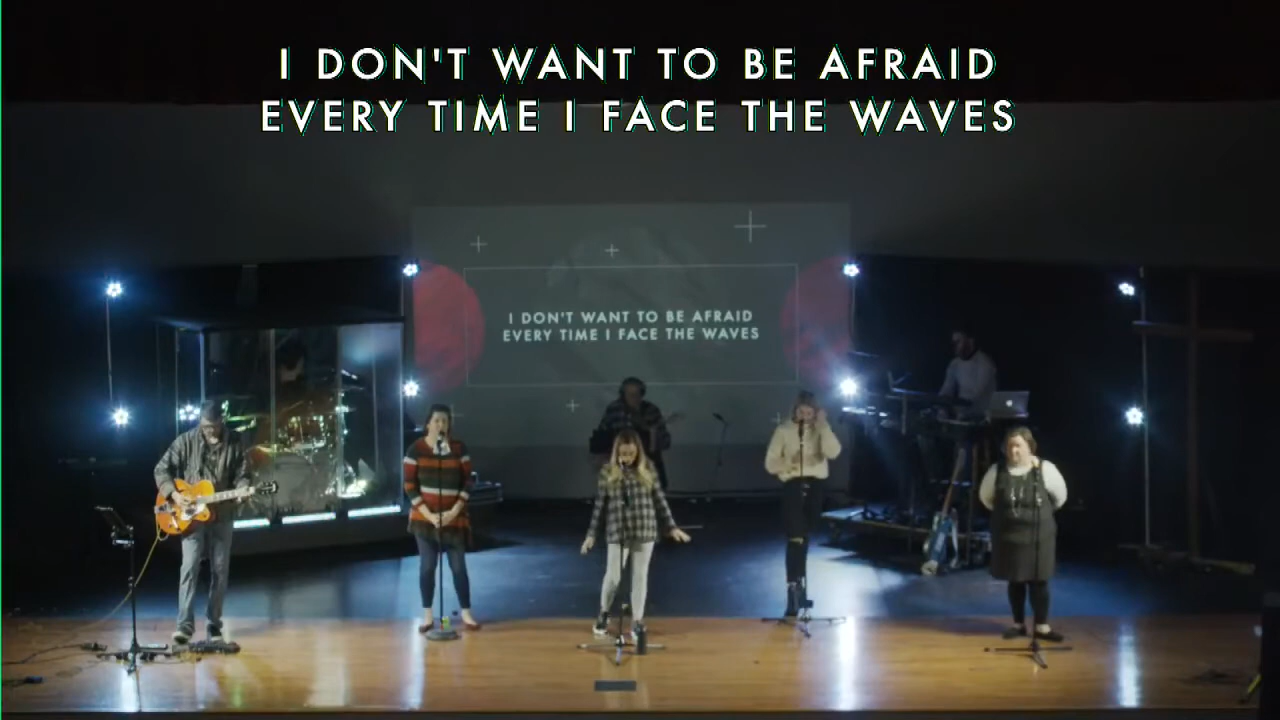 I DON'T WANT TO BE AFRAID
EVERY TIME I FACE THE WAVES
I DON'T WANT TO BE AFRAID
EVERY TIME I FACE THE WAVES